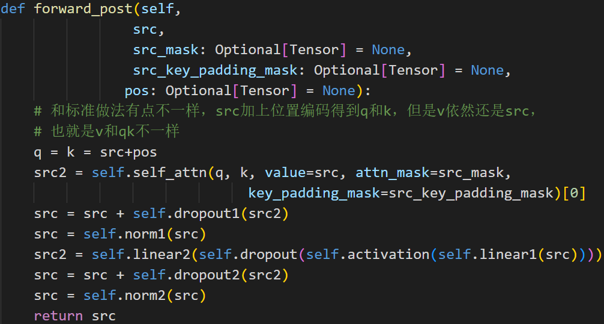 def forward_post(self,
                 src,
                 src_mask: Optional[Tensor] = None,
                 src_key_padding_mask: Optional[Tensor] = None,
                pos: Optional[Tensor] = None):
    # 和标准做法有点不一样，src加上位置编码得到q和k，但是v依然还是src，
    # 也就是v和qk不一样
    q = k = src+pos
    src2 = self.self_attn(q, k, value=src, attn_mask=src_mask,
                              key_padding_mask=src_key_padding_mask)[0]
    src = src + self.dropout1(src2)
    src = self.norm1(src)
    src2 = self.linear2(self.dropout(self.activation(self.linear1(src))))
    src = src + self.dropout2(src2)
    src = self.norm2(src)
    return src